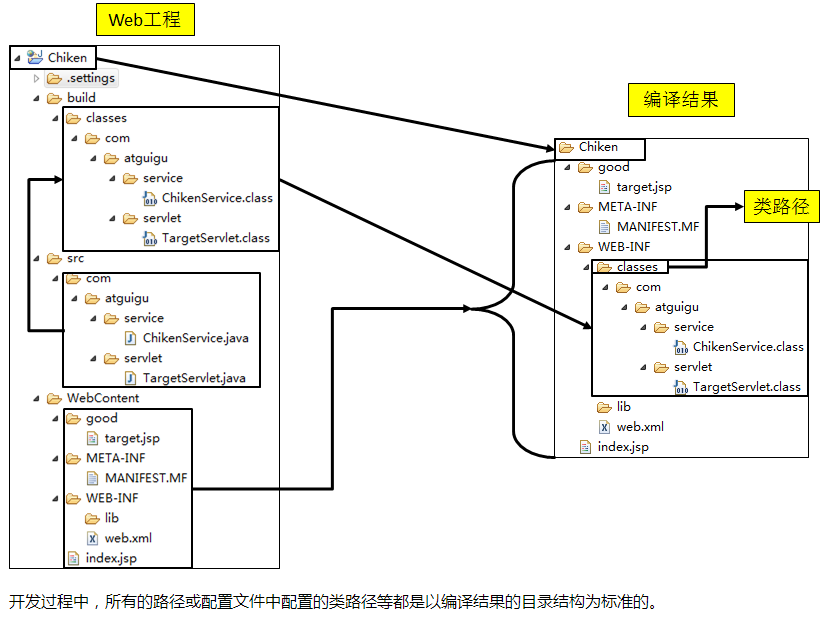 Web工程
Chiken
.settings
build
classes
com
atguigu
service
ChikenService.class
servlet
TargetServlet.class
src
com
atguigu
service
ChikenService.java
servlet
TargetServlet.java
WebContent
good
target.jsp
META-INF
MANIFEST.MF
WEB-INF
lib
web.xml
index.jsp
编译结果
Chiken
good
target.jsp
META-INF
MANIFEST.MF
WEB-INF
classes
类路径
com
atguigu
service
ChikenService.class
servlet
TargetServlet.class
lib
web.xml
index.jsp
开发过程中，所有的路径或配置文件中配置的类路径等都是以编译结果的目录结构为标准的。